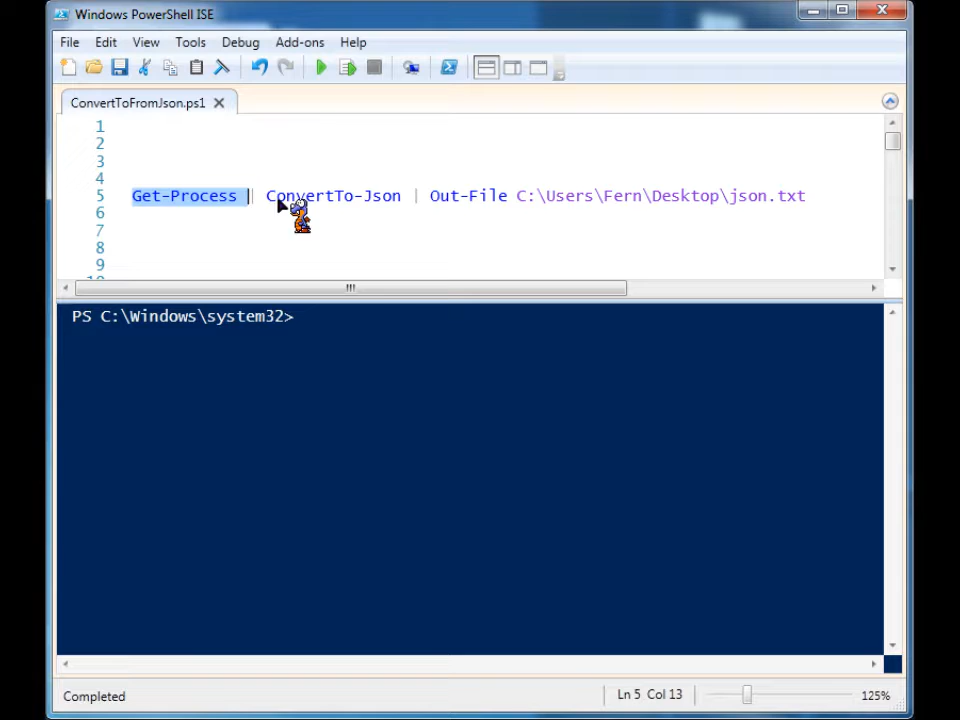 Windows PowerShell ISE
File Edit View Tools Debug Add-ons Help
ConvertToFromJson.ps1
1
2
3
4
5 Get-Process | ConvertTo-Json | Out-File C:\Users\Fern\Desktop\json.txt
6
7
8
9
10
PS C:\Windows\system32>
Completed Ln 5 Col 13 125%